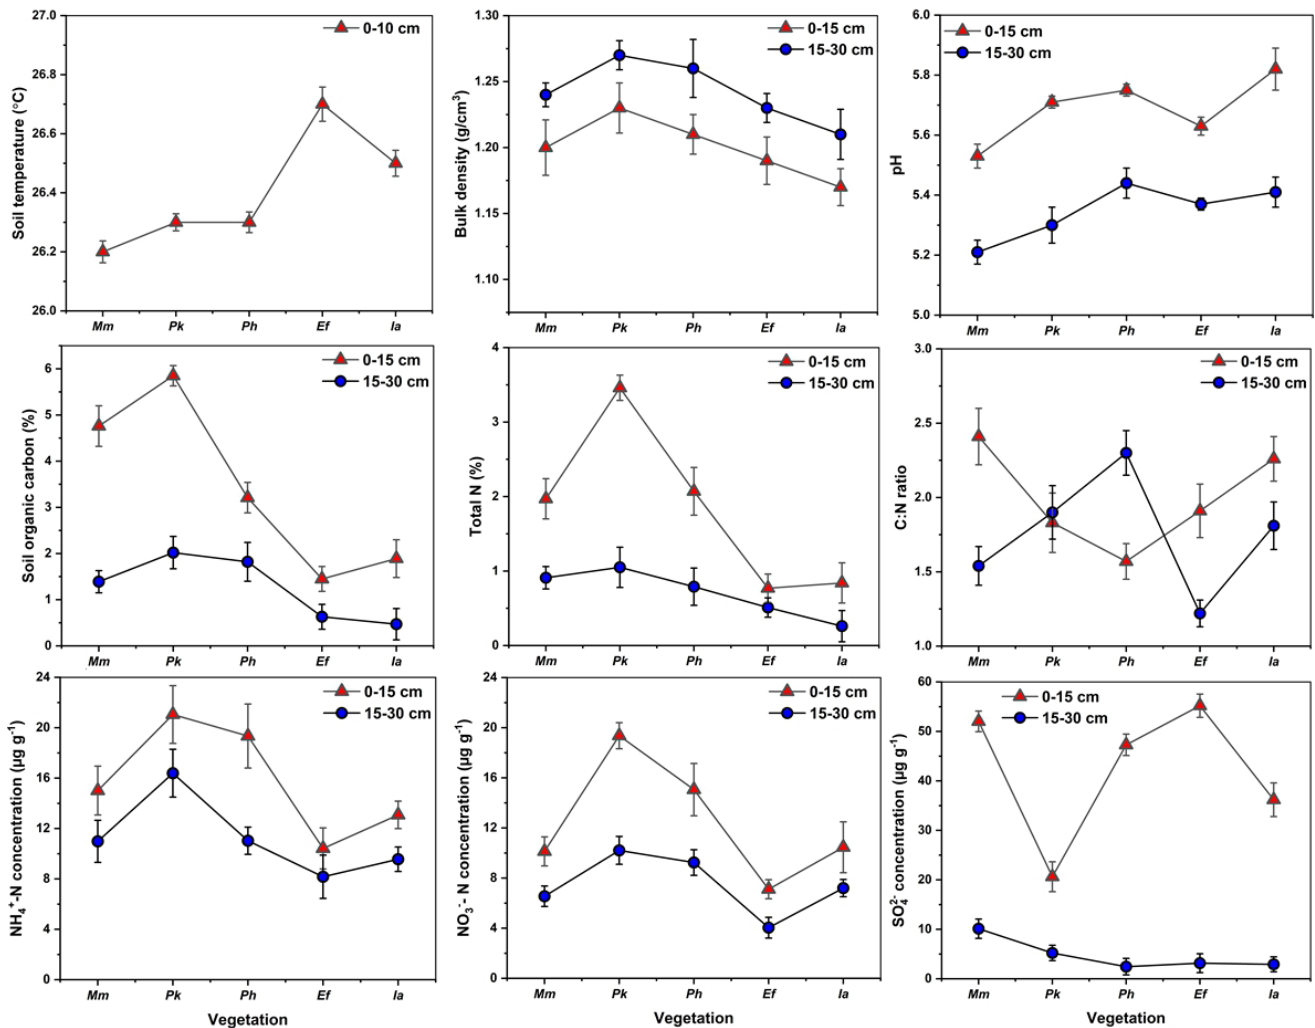 27.0
26.8
26.6
26.4
26.2
26.0
Soil temperature (°C)
0-10 cm
Mm Pk Ph Ef Ia
1.30
1.25
1.20
1.15
1.10
Bulk density (g/cm³)
0-15 cm
15-30 cm
Mm Pk Ph Ef Ia
6.0
5.8
5.6
5.4
5.2
5.0
pH
0-15 cm
15-30 cm
Mm Pk Ph Ef Ia
6
5
4
3
2
1
0
Soil organic carbon (%)
0-15 cm
15-30 cm
Mm Pk Ph Ef Ia
4
3
2
1
0
Total N (%)
0-15 cm
15-30 cm
Mm Pk Ph Ef Ia
3.0
2.5
2.0
1.5
1.0
C:N ratio
0-15 cm
15-30 cm
Mm Pk Ph Ef Ia
24
20
16
12
8
4
0
NH₄⁺-N concentration (µg g⁻¹)
0-15 cm
15-30 cm
Mm Pk Ph Ef Ia
Vegetation
24
20
16
12
8
4
0
NO₃⁻- N concentration (µg g⁻¹)
0-15 cm
15-30 cm
Mm Pk Ph Ef Ia
Vegetation
60
50
40
30
20
10
0
SO₄²⁻ concentration (µg g⁻¹)
0-15 cm
15-30 cm
Mm Pk Ph Ef Ia
Vegetation